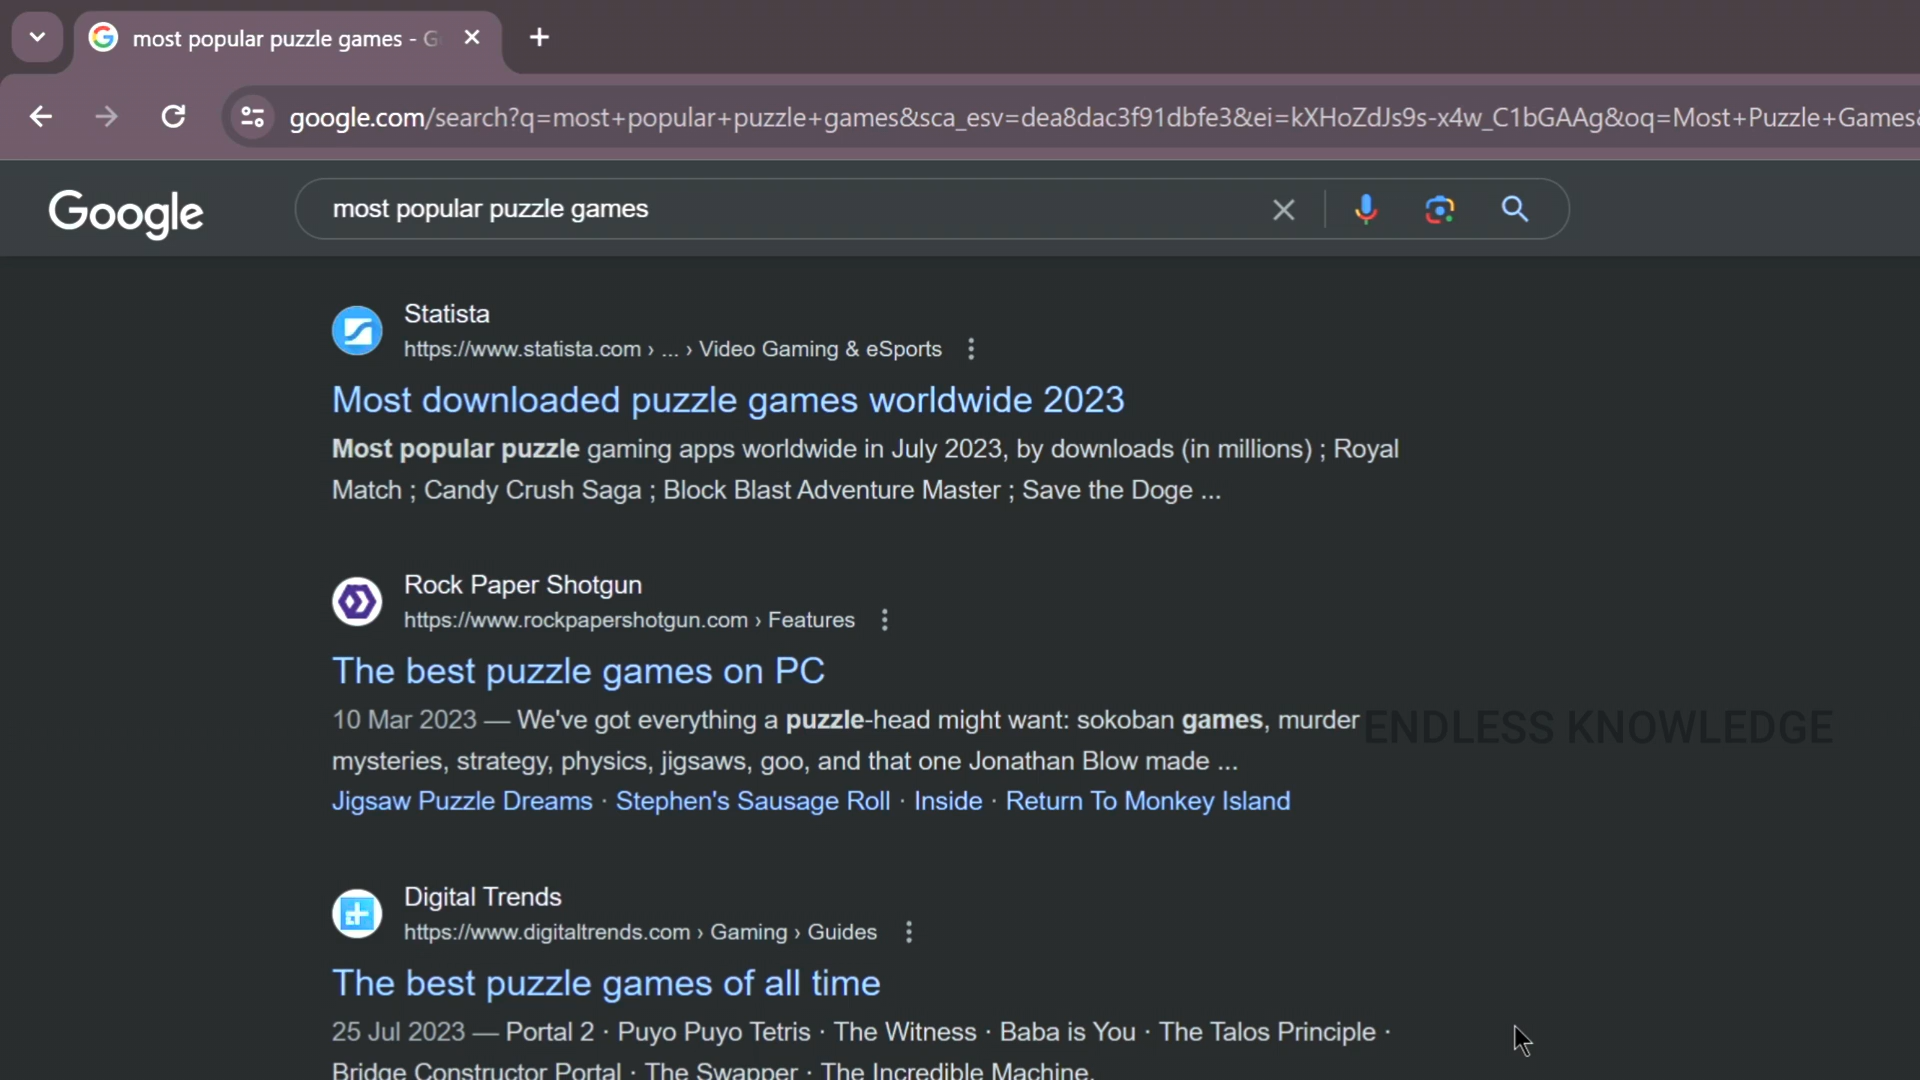 most popular puzzle games - G
google.com/search?q=most+popular+puzzle+games&sca_esv=dea8dac3f91dbfe3&ei=kXHoZdJs9s-x4w_C1bGAAg&oq=Most+Puzzle+Games&
Google
most popular puzzle games
Statista
https://www.statista.com › ... › Video Gaming & eSports
Most downloaded puzzle games worldwide 2023
Most popular puzzle gaming apps worldwide in July 2023, by downloads (in millions) ; Royal
Match ; Candy Crush Saga ; Block Blast Adventure Master ; Save the Doge ...
Rock Paper Shotgun
https://www.rockpapershotgun.com › Features
The best puzzle games on PC
10 Mar 2023 — We've got everything a puzzle-head might want: sokoban games, murder
ENDLESS KNOWLEDGE
mysteries, strategy, physics, jigsaws, goo, and that one Jonathan Blow made ...
Jigsaw Puzzle Dreams · Stephen's Sausage Roll · Inside · Return To Monkey Island
Digital Trends
https://www.digitaltrends.com › Gaming › Guides
The best puzzle games of all time
25 Jul 2023 — Portal 2 · Puyo Puyo Tetris · The Witness · Baba is You · The Talos Principle ·
Bridge Constructor Portal · The Swapper · The Incredible Machine.